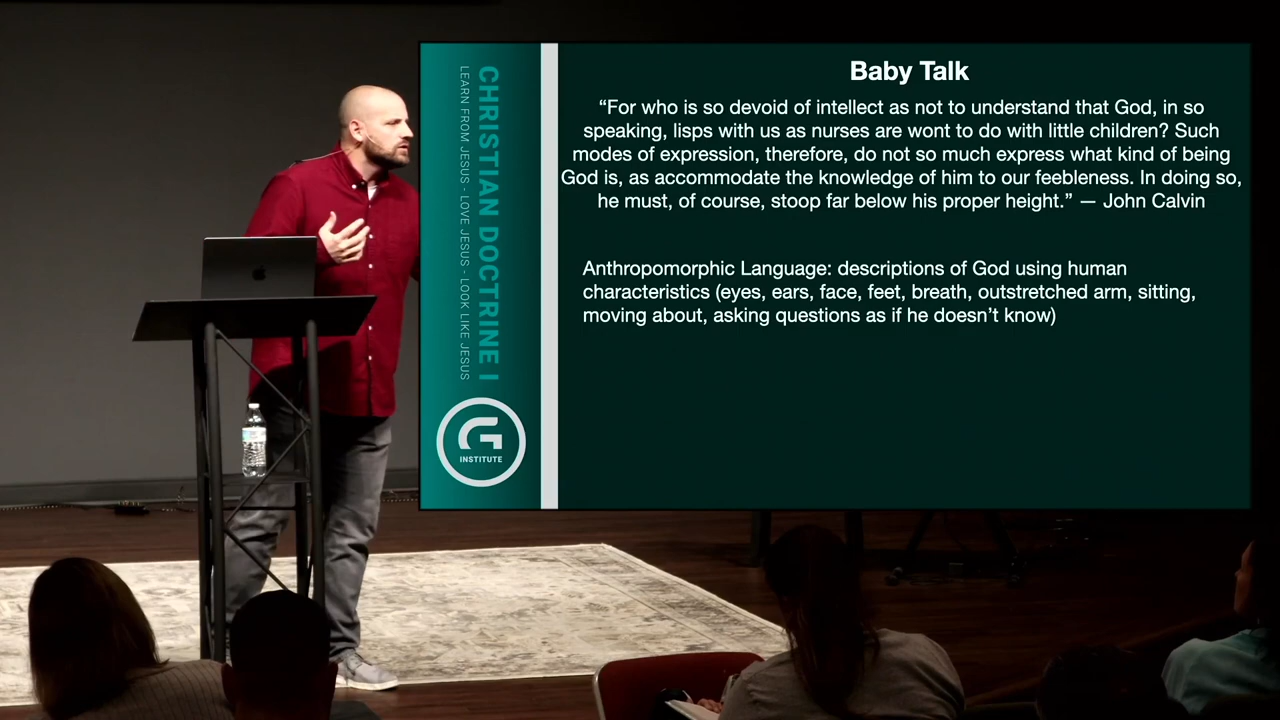 Baby Talk
“For who is so devoid of intellect as not to understand that God, in so
speaking, lisps with us as nurses are wont to do with little children? Such
modes of expression, therefore, do not so much express what kind of being
God is, as accommodate the knowledge of him to our feebleness. In doing so,
he must, of course, stoop far below his proper height.” — John Calvin
Anthropomorphic Language: descriptions of God using human
characteristics (eyes, ears, face, feet, breath, outstretched arm, sitting,
moving about, asking questions as if he doesn’t know)
CHRISTIAN DOCTRINE I
LEARN FROM JESUS - LOVE JESUS - LOOK LIKE JESUS
G
INSTITUTE